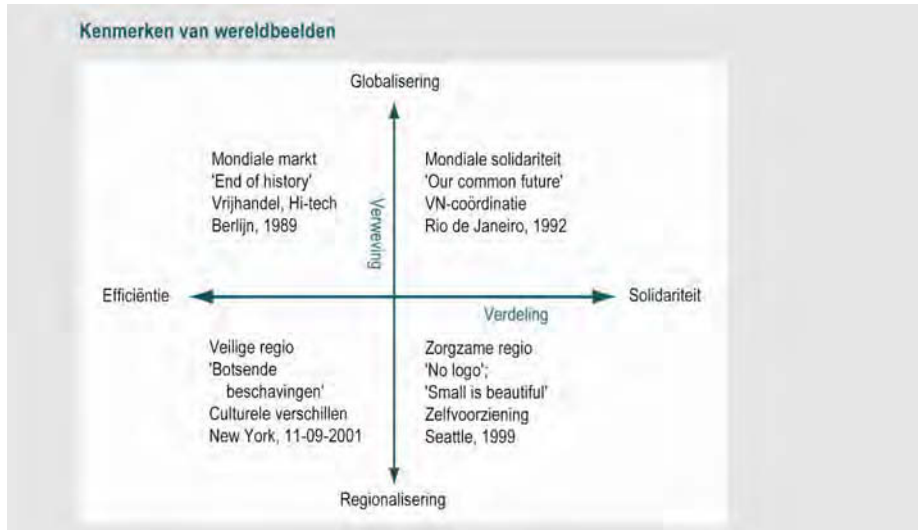 Kenmerken van wereldbeelden
Globalisering
Mondiale markt
'End of history'
Vrijhandel, Hi-tech
Berlijn, 1989
Mondiale solidariteit
'Our common future'
VN-coördinatie
Rio de Janeiro, 1992
Verweving
Efficiëntie
Solidariteit
Verdeling
Veilige regio
'Botsende
beschavingen'
Culturele verschillen
New York, 11-09-2001
Zorgzame regio
'No logo';
'Small is beautiful'
Zelfvoorziening
Seattle, 1999
Regionalisering